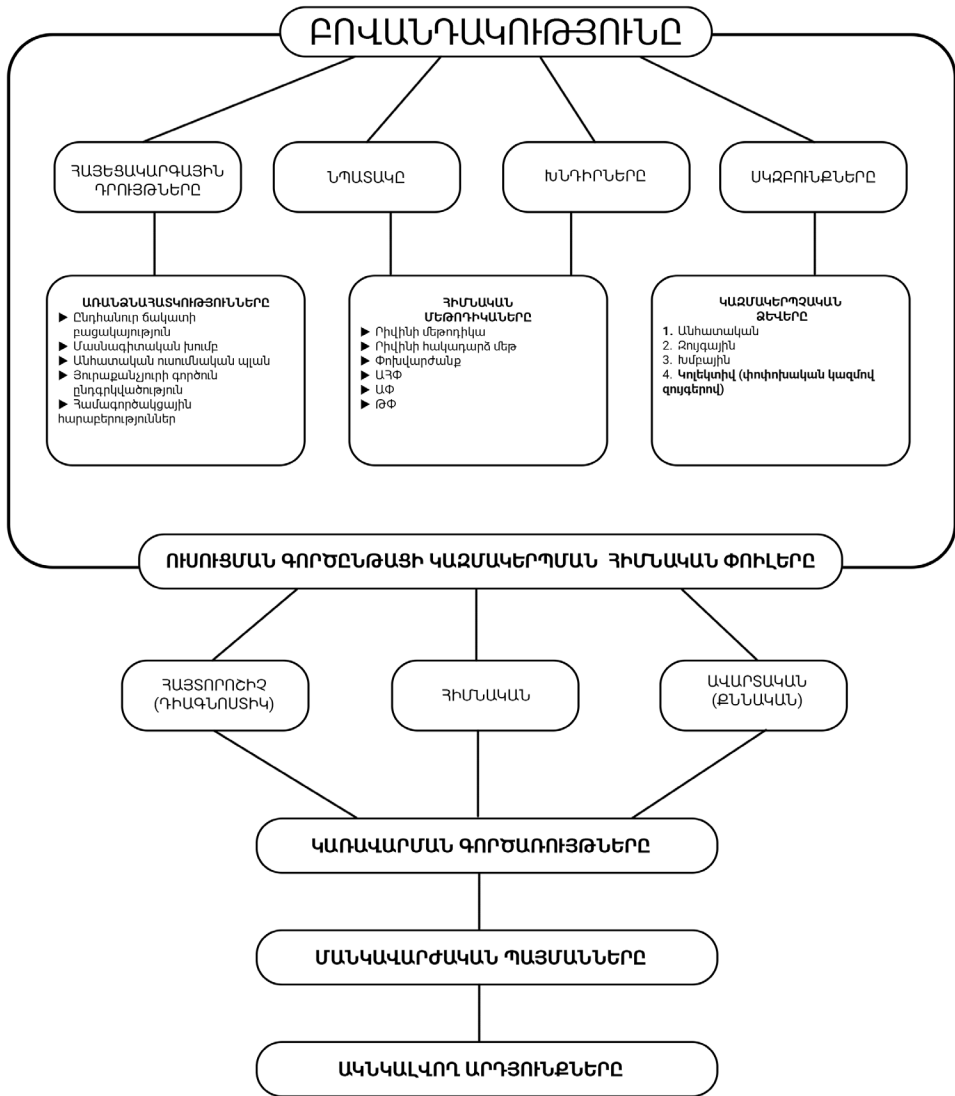 ԲՈՎԱՆԴԱԿՈՒԹՅՈՒՆԸ
ՀԱՅԵՑԱԿԱՐԳԱՅԻՆ
ԴՐՈՒՅԹՆԵՐԸ
ՆՊԱՏԱԿԸ
ԽՆԴԻՐՆԵՐԸ
ՍԿԶԲՈՒՆՔՆԵՐԸ
ԱՌԱՆՁՆԱՀԱՏԿՈՒԹՅՈՒՆՆԵՐԸ
▶ Ընդհանուր ճակատի
բացակայություն
▶ Մասնագիտական խումբ
▶ Անհատական ուսումնական պլան
▶ Յուրաքանչյուրի գործուն
ընդգրկվածություն
▶ Համագործակցային
հարաբերություններ
ՀԻՄՆԱԿԱՆ
ՄԵԹՈԴԻԿԱՆԵՐԸ
▶ Րիվինի մեթոդիկա
▶ Րիվինի հակադարձ մեթ
▶ Փոխվարժանք
▶ ԱՀՓ
▶ ԱՓ
▶ ԹՓ
ԿԱԶՄԱԿԵՐՊՉԱԿԱՆ
ՁԵՎԵՐԸ
1. Անհատական
2. Զույգային
3. Խմբային
4. Կոլեկտիվ (փոփոխական կազմով
զույգերով)
ՈՒՍՈՒՑՄԱՆ ԳՈՐԾԸՆԹԱՑԻ ԿԱԶՄԱԿԵՐՊՄԱՆ ՀԻՄՆԱԿԱՆ ՓՈՒԼԵՐԸ
ՀԱՅՏՈՐՈՇԻՉ
(ԴԻԱԳՆՈՍՏԻԿ)
ՀԻՄՆԱԿԱՆ
ԱՎԱՐՏԱԿԱՆ
(ՔՆՆԱԿԱՆ)
ԿԱՌԱՎԱՐՄԱՆ ԳՈՐԾԱՌՈՒՅԹՆԵՐԸ
ՄԱՆԿԱՎԱՐԺԱԿԱՆ ՊԱՅՄԱՆՆԵՐԸ
ԱԿՆԿԱԼՎՈՂ ԱՐԴՅՈՒՆՔՆԵՐԸ